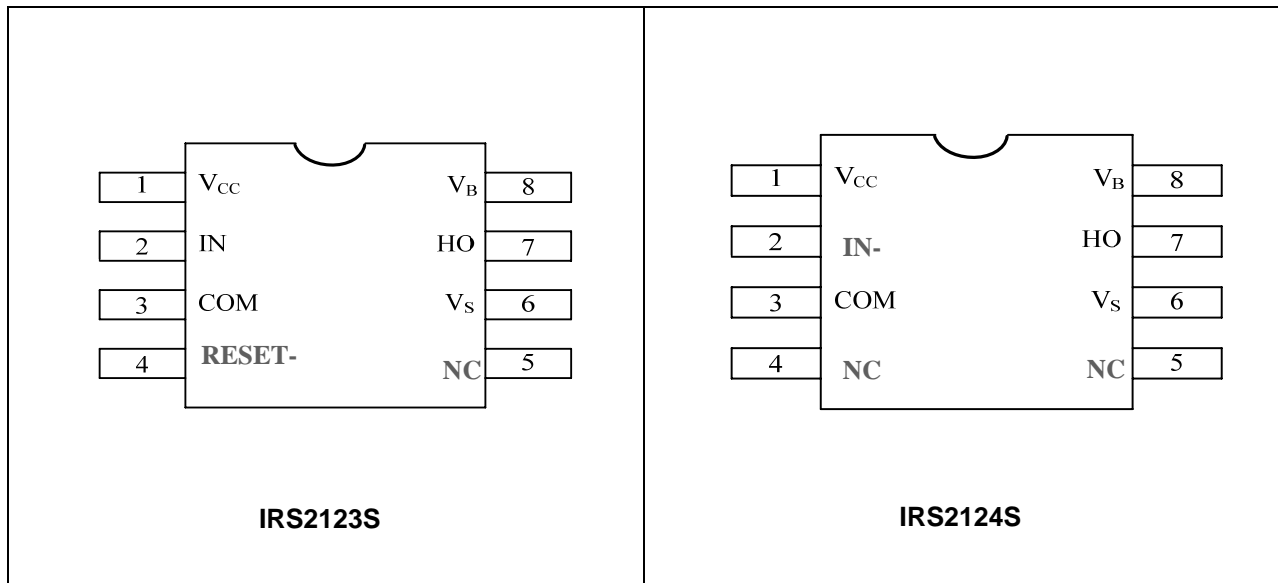 1 VCC VB 8
2 IN HO 7
3 COM VS 6
4 RESET- NC 5
IRS2123S
1 VCC VB 8
2 IN- HO 7
3 COM VS 6
4 NC NC 5
IRS2124S